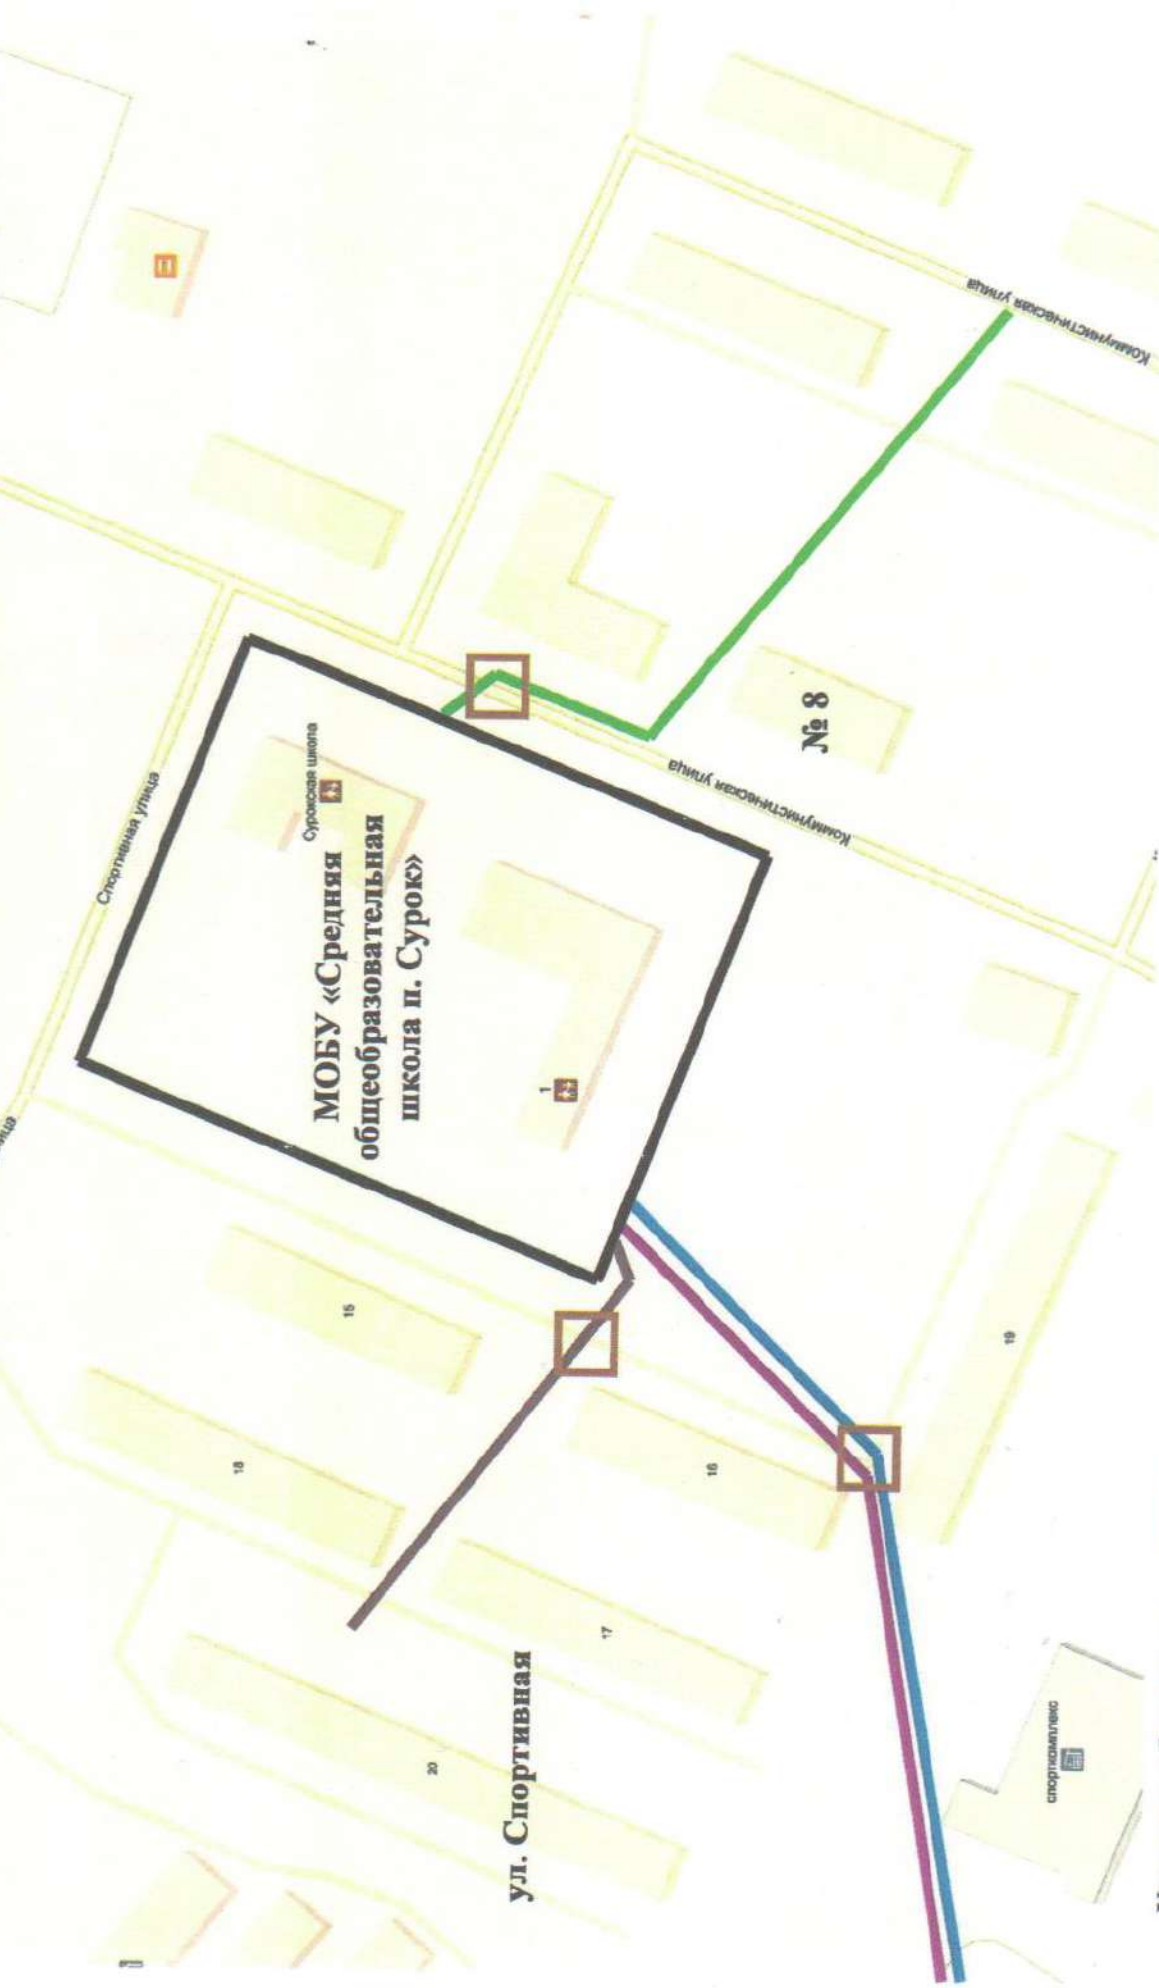 Спортивная улица
Сурокская школа
МОБУ «Средняя
общеобразовательная
школа п. Сурок»
1
Коммунистическая улица
Коммунистическая улица
№ 8
15
18
16
17
19
20
ул. Спортивная
спорткомплекс